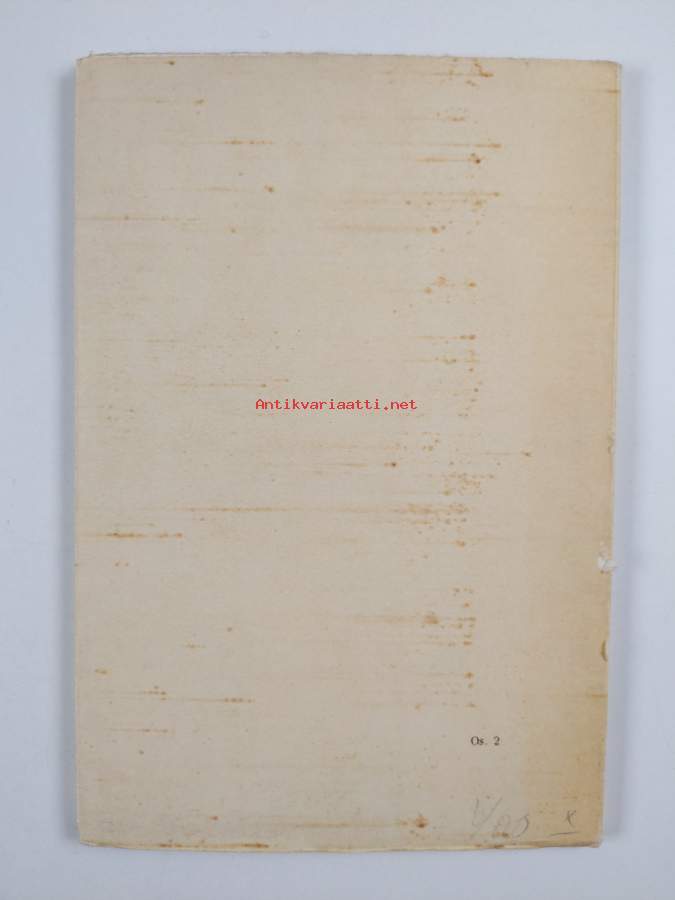 Antikvariaatti.net
Os. 2
x